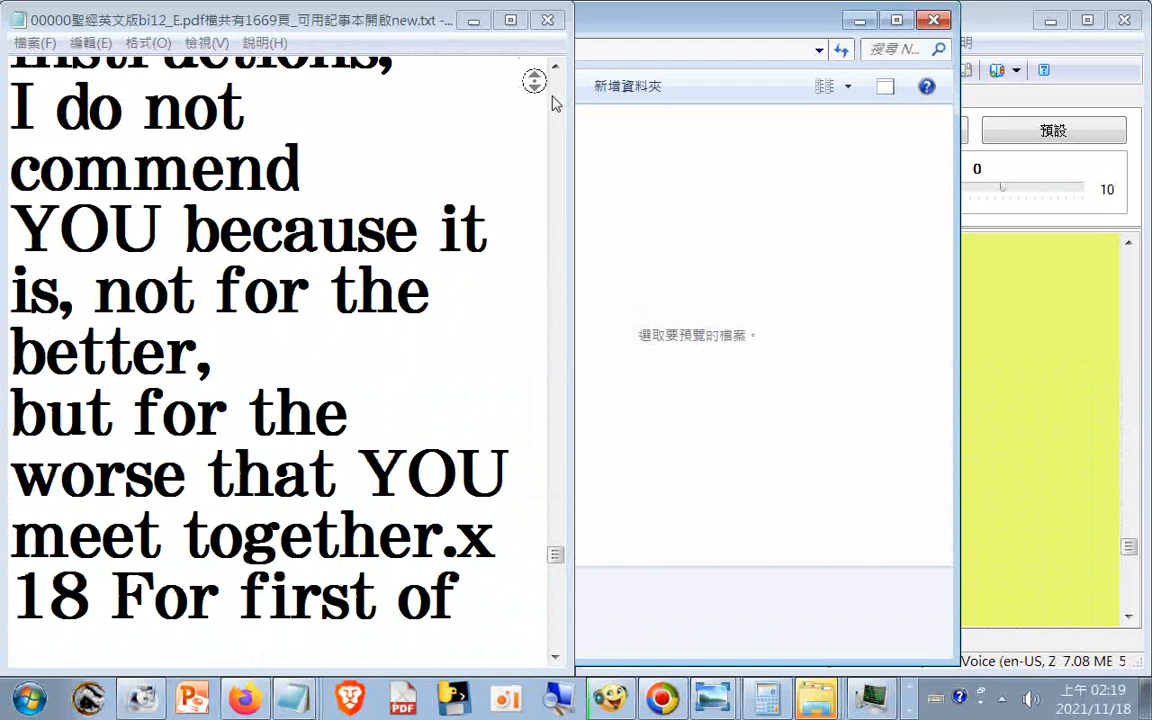 00000聖經英文版bi12_E.pdf檔共有1669頁_可用記事本開啟new.txt -...
檔案(F) 編輯(E) 格式(O) 檢視(V) 說明(H)
instructions,
I do not
commend
YOU because it
is, not for the
better,
but for the
worse that YOU
meet together.x
18 For first of
搜尋 N...
新增資料夾
選取要預覽的檔案。
明
預設
0
10
Voice (en-US, Z 7.08 ME 5
PDF
上午 02:19
2021/11/18